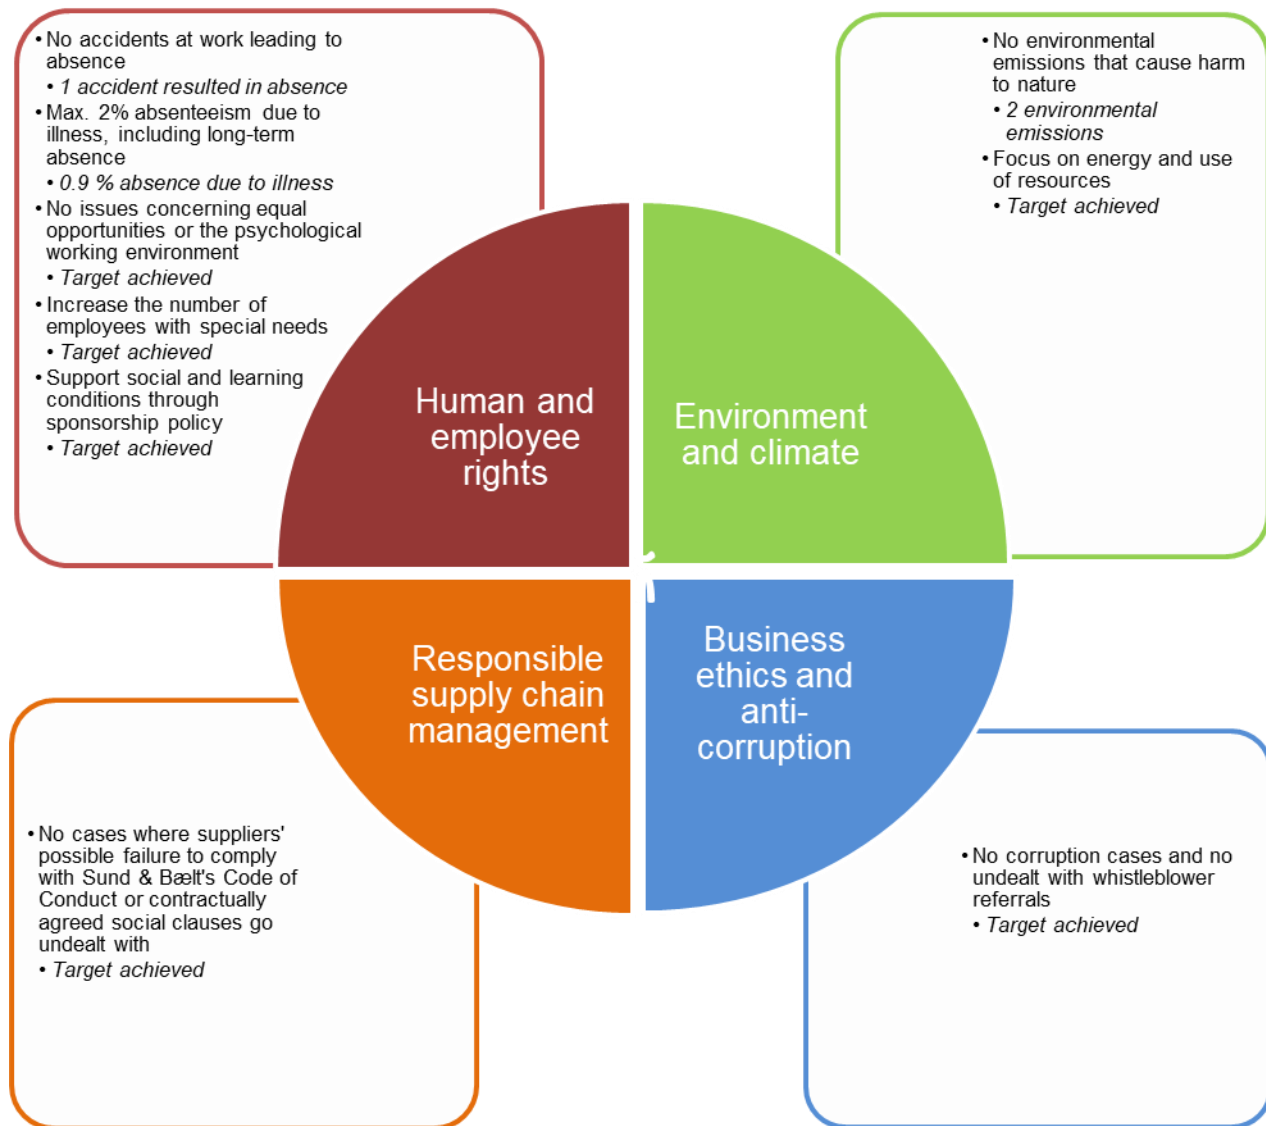 • No accidents at work leading to
absence
• 1 accident resulted in absence
• Max. 2% absenteeism due to
illness, including long-term
absence
• 0.9 % absence due to illness
• No issues concerning equal
opportunities or the psychological
working environment
• Target achieved
• Increase the number of
employees with special needs
• Target achieved
• Support social and learning
conditions through
sponsorship policy
• Target achieved
• No environmental
emissions that cause harm
to nature
• 2 environmental
emissions
• Focus on energy and use
of resources
• Target achieved
Human and
employee
rights
Environment
and climate
Responsible
supply chain
management
Business
ethics and
anti-
corruption
• No cases where suppliers'
possible failure to comply
with Sund & Bælt's Code of
Conduct or contractually
agreed social clauses go
undealt with
• Target achieved
• No corruption cases and no
undealt with whistleblower
referrals
• Target achieved